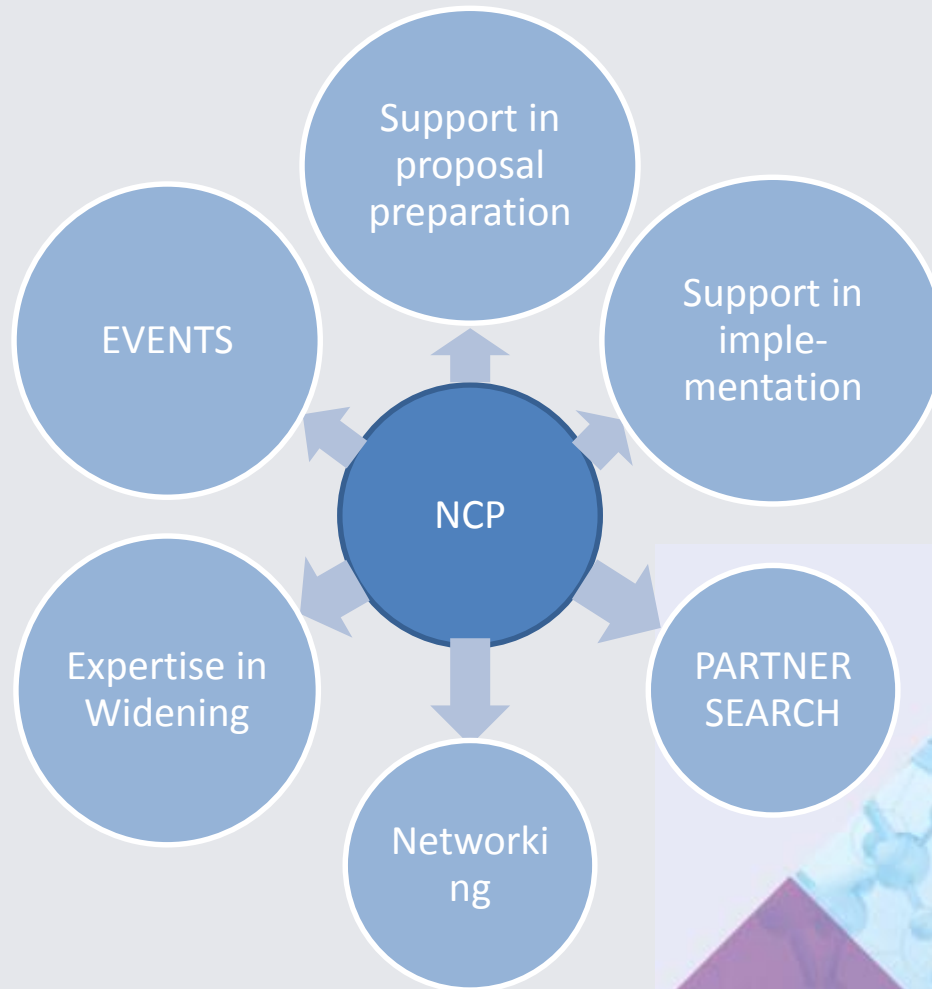 Support in
proposal
preparation
EVENTS
Support in
imple-
mentation
NCP
Expertise in
Widening
PARTNER
SEARCH
Networki
ng